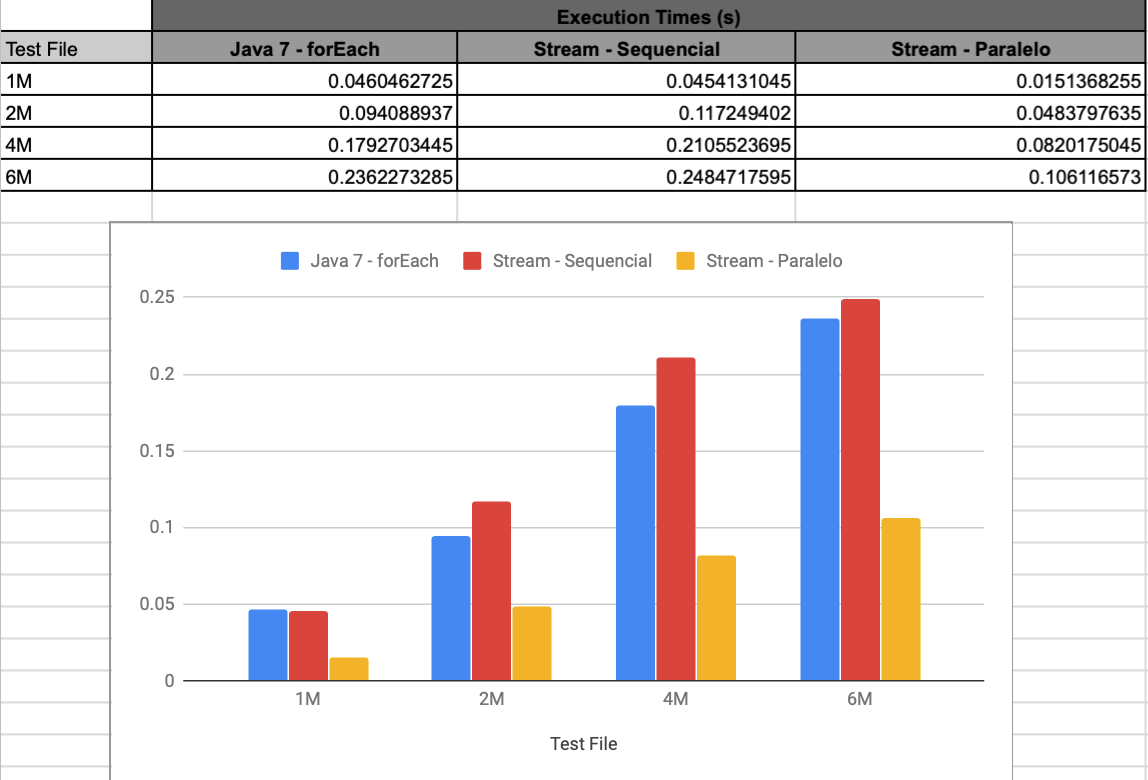 Execution Times (s)
Test File Java 7 - forEach Stream - Sequencial Stream - Paralelo
1M 0.0460462725 0.0454131045 0.0151368255
2M 0.094088937 0.117249402 0.0483797635
4M 0.1792703445 0.2105523695 0.0820175045
6M 0.2362273285 0.2484717595 0.106116573
Java 7 - forEach Stream - Sequencial Stream - Paralelo
0.25
0.2
0.15
0.1
0.05
0
1M 2M 4M 6M
Test File